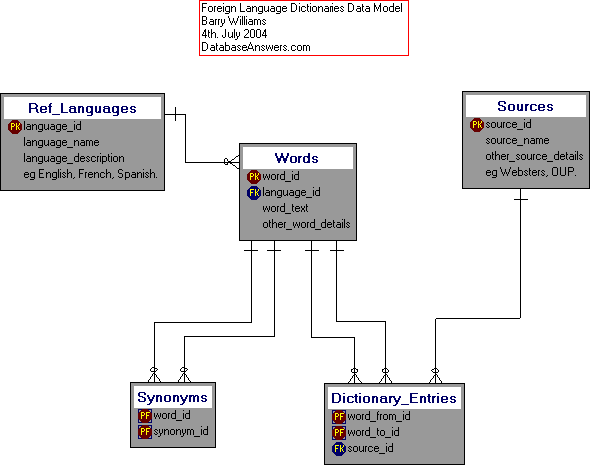 Foreign Language Dictionaries Data Model
Barry Williams
4th. July 2004
DatabaseAnswers.com
Ref_Languages
PK language_id
language_name
language_description
eg English, French, Spanish.
Sources
PK source_id
source_name
other_source_details
eg Websters, OUP.
Words
PK word_id
FK language_id
word_text
other_word_details
Synonyms
PF word_id
PF synonym_id
Dictionary_Entries
PF word_from_id
PF word_to_id
FK source_id